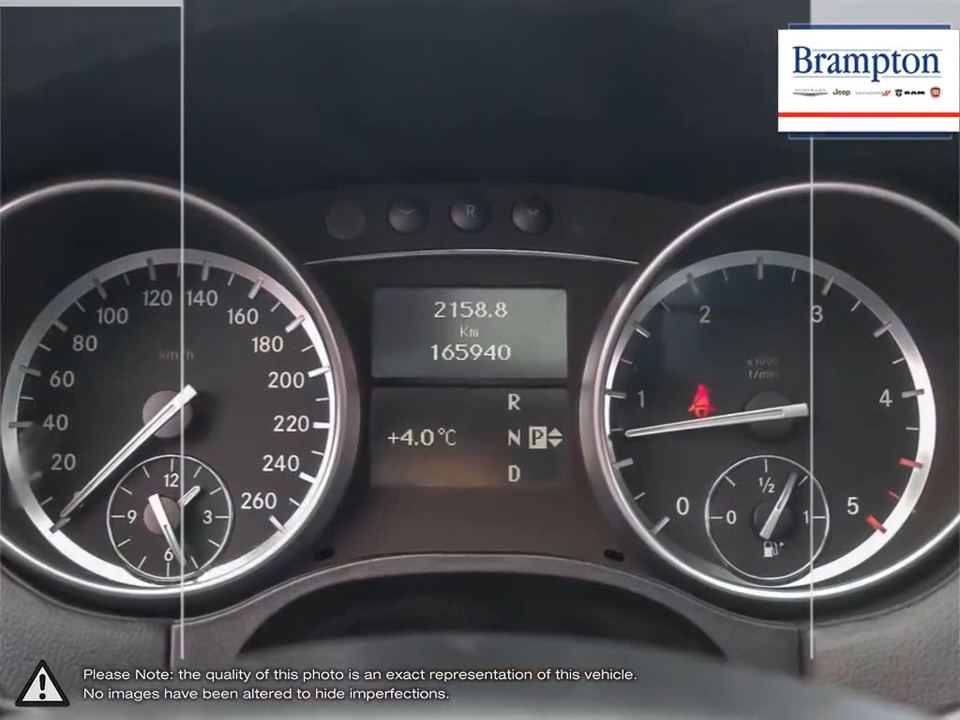 Brampton
Jeep
RAM
R
2158.8
Km
165940
+4.0°C
R
N P
D
20
40
60
80
100
120
140
160
180
200
220
240
260
km/h
12
3
6
9
0
1
2
3
4
5
x1000
1/min
0
1/2
1
Please Note: the quality of this photo is an exact representation of this vehicle.
No images have been altered to hide imperfections.